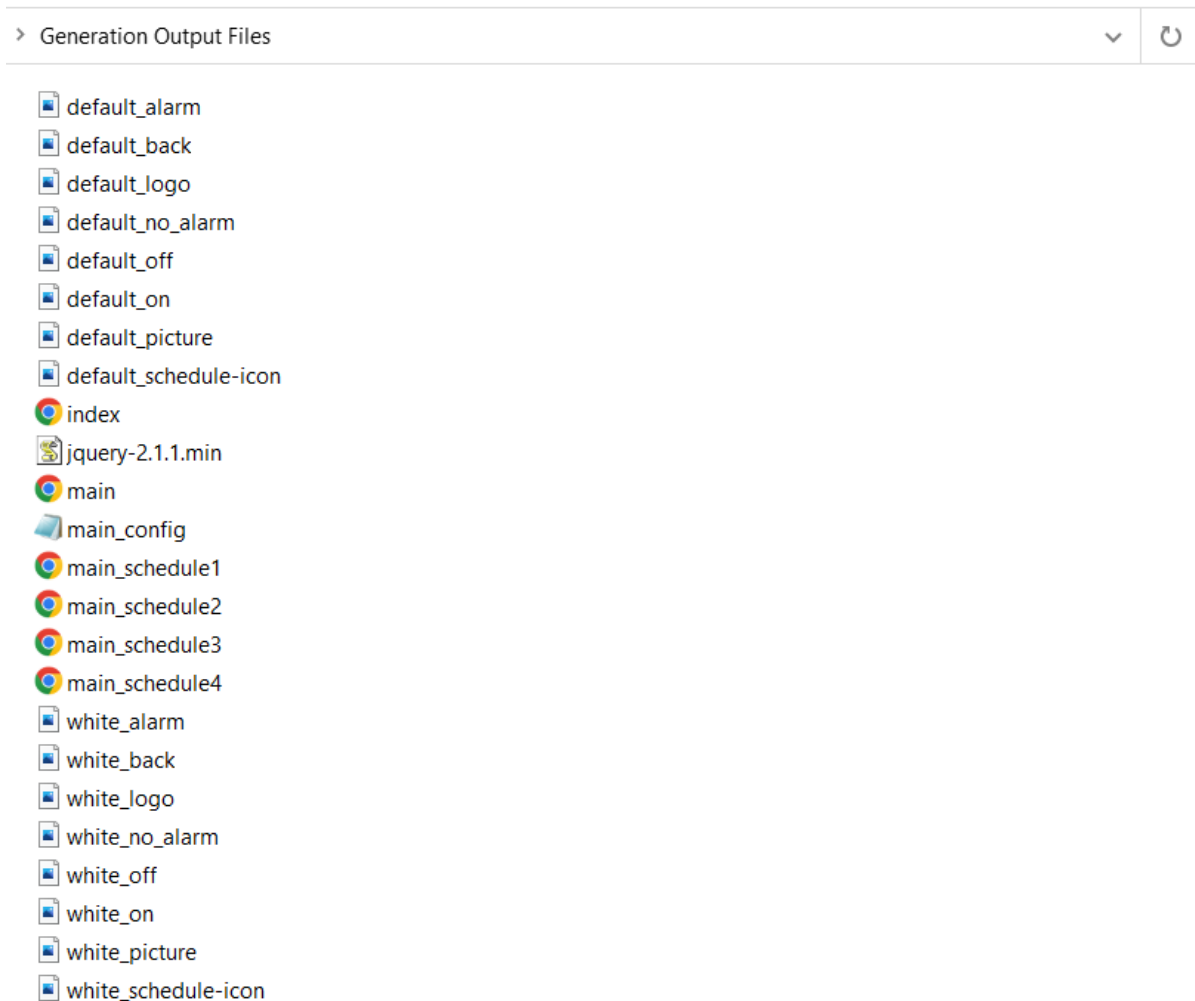 Generation Output Files
default_alarm
default_back
default_logo
default_no_alarm
default_off
default_on
default_picture
default_schedule-icon
index
jquery-2.1.1.min
main
main_config
main_schedule1
main_schedule2
main_schedule3
main_schedule4
white_alarm
white_back
white_logo
white_no_alarm
white_off
white_on
white_picture
white_schedule-icon